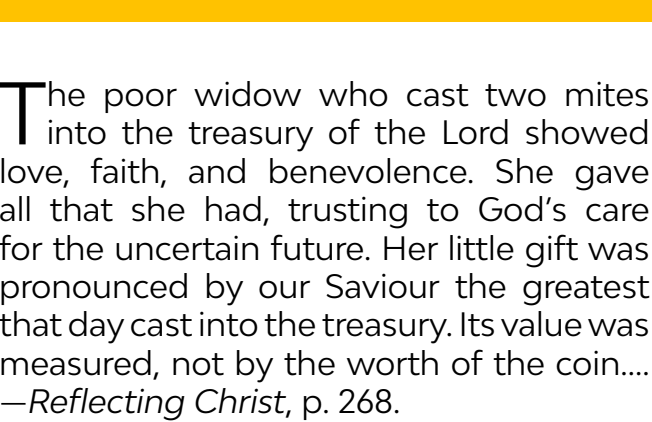 The poor widow who cast two mites
into the treasury of the Lord showed
love, faith, and benevolence. She gave
all that she had, trusting to God’s care
for the uncertain future. Her little gift was
pronounced by our Saviour the greatest
that day cast into the treasury. Its value was
measured, not by the worth of the coin....
—Reflecting Christ, p. 268.